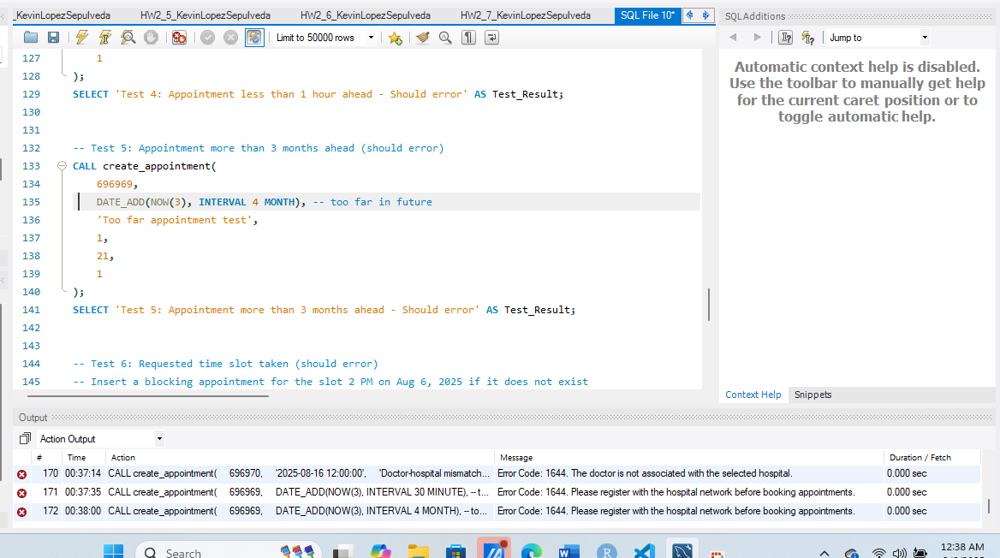 _KevinLopezSepulveda HW2_5_KevinLopezSepulveda HW2_6_KevinLopezSepulveda HW2_7_KevinLopezSepulveda SQL File 10* SQLAdditions
Limit to 50000 rows Jump to
127 1
128 );
129 SELECT 'Test 4: Appointment less than 1 hour ahead - Should error' AS Test_Result;
130
131
132 -- Test 5: Appointment more than 3 months ahead (should error)
133 CALL create_appointment(
134 696969,
135 DATE_ADD(NOW(3), INTERVAL 4 MONTH), -- too far in future
136 'Too far appointment test',
137 1,
138 21,
139 1
140 );
141 SELECT 'Test 5: Appointment more than 3 months ahead - Should error' AS Test_Result;
142
143
144 -- Test 6: Requested time slot taken (should error)
145 -- Insert a blocking appointment for the slot 2 PM on Aug 6, 2025 if it does not exist
Automatic context help is disabled.
Use the toolbar to manually get help
for the current caret position or to
toggle automatic help.
Context Help Snippets
Output
Action Output
# Time Action Message Duration / Fetch
170 00:37:14 CALL create_appointment( 696970, '2025-08-16 12:00:00', 'Doctor-hospital mismatch... Error Code: 1644. The doctor is not associated with the selected hospital. 0.000 sec
171 00:37:35 CALL create_appointment( 696969, DATE_ADD(NOW(3), INTERVAL 30 MINUTE), -- t... Error Code: 1644. Please register with the hospital network before booking appointments. 0.000 sec
172 00:38:00 CALL create_appointment( 696969, DATE_ADD(NOW(3), INTERVAL 4 MONTH), -- to... Error Code: 1644. Please register with the hospital network before booking appointments. 0.000 sec
Search
12:38 AM